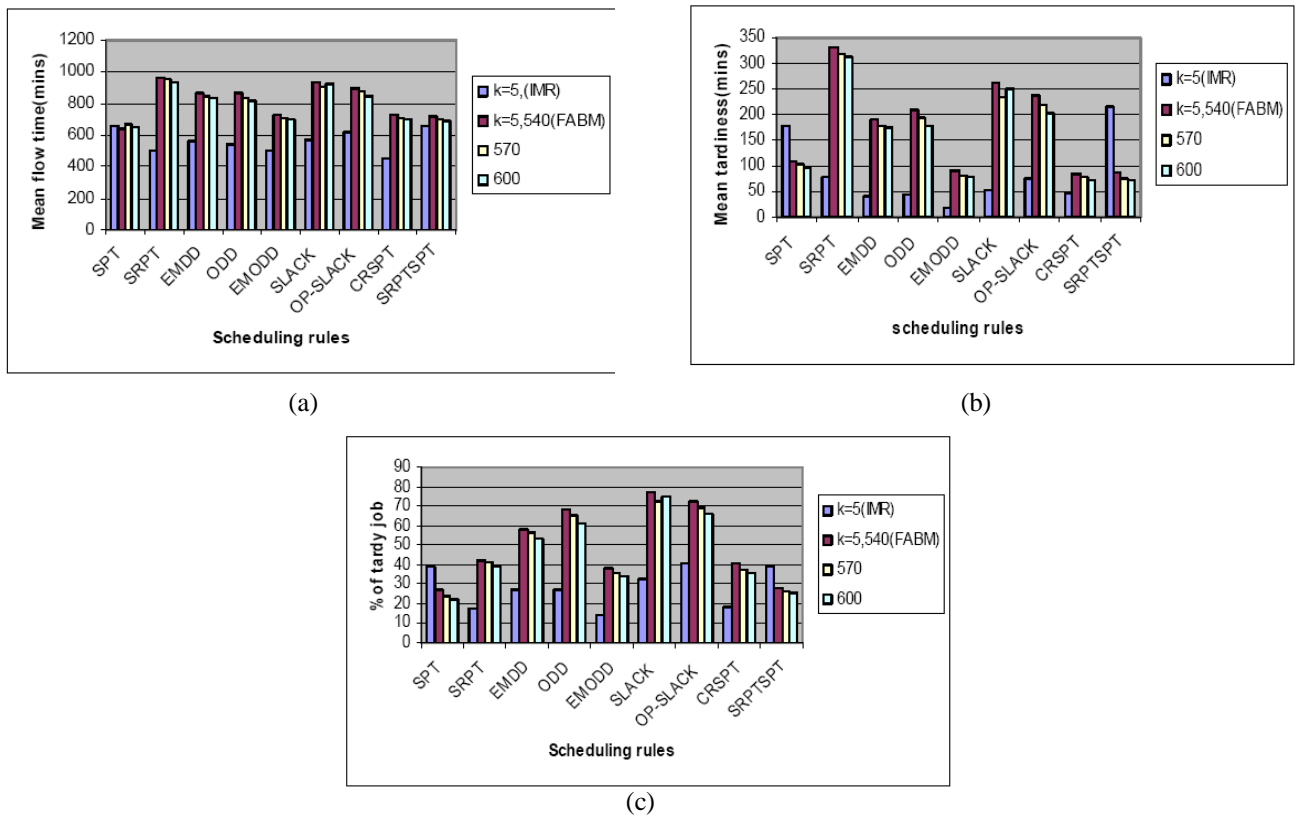 Mean flow time(mins)
1200
1000
800
600
400
200
0
SPT
SRPT
EMDD
ODD
EMODD
SLACK
OP-SLACK
CRSPT
SRPTSPT
Scheduling rules
k=5,(IMR)
k=5,540(FABM)
570
600
(a)
Mean tardiness(mins)
350
300
250
200
150
100
50
0
SPT
SRPT
EMDD
ODD
EMODD
SLACK
OP-SLACK
CRSPT
SRPTSPT
scheduling rules
k=5(IMR)
k=5,540(FABM)
570
600
(b)
% of tardy job
90
80
70
60
50
40
30
20
10
0
SPT
SRPT
EMDD
ODD
EMODD
SLACK
OP-SLACK
CRSPT
SRPTSPT
Scheduling rules
k=5(IMR)
k=5,540(FABM)
570
600
(c)